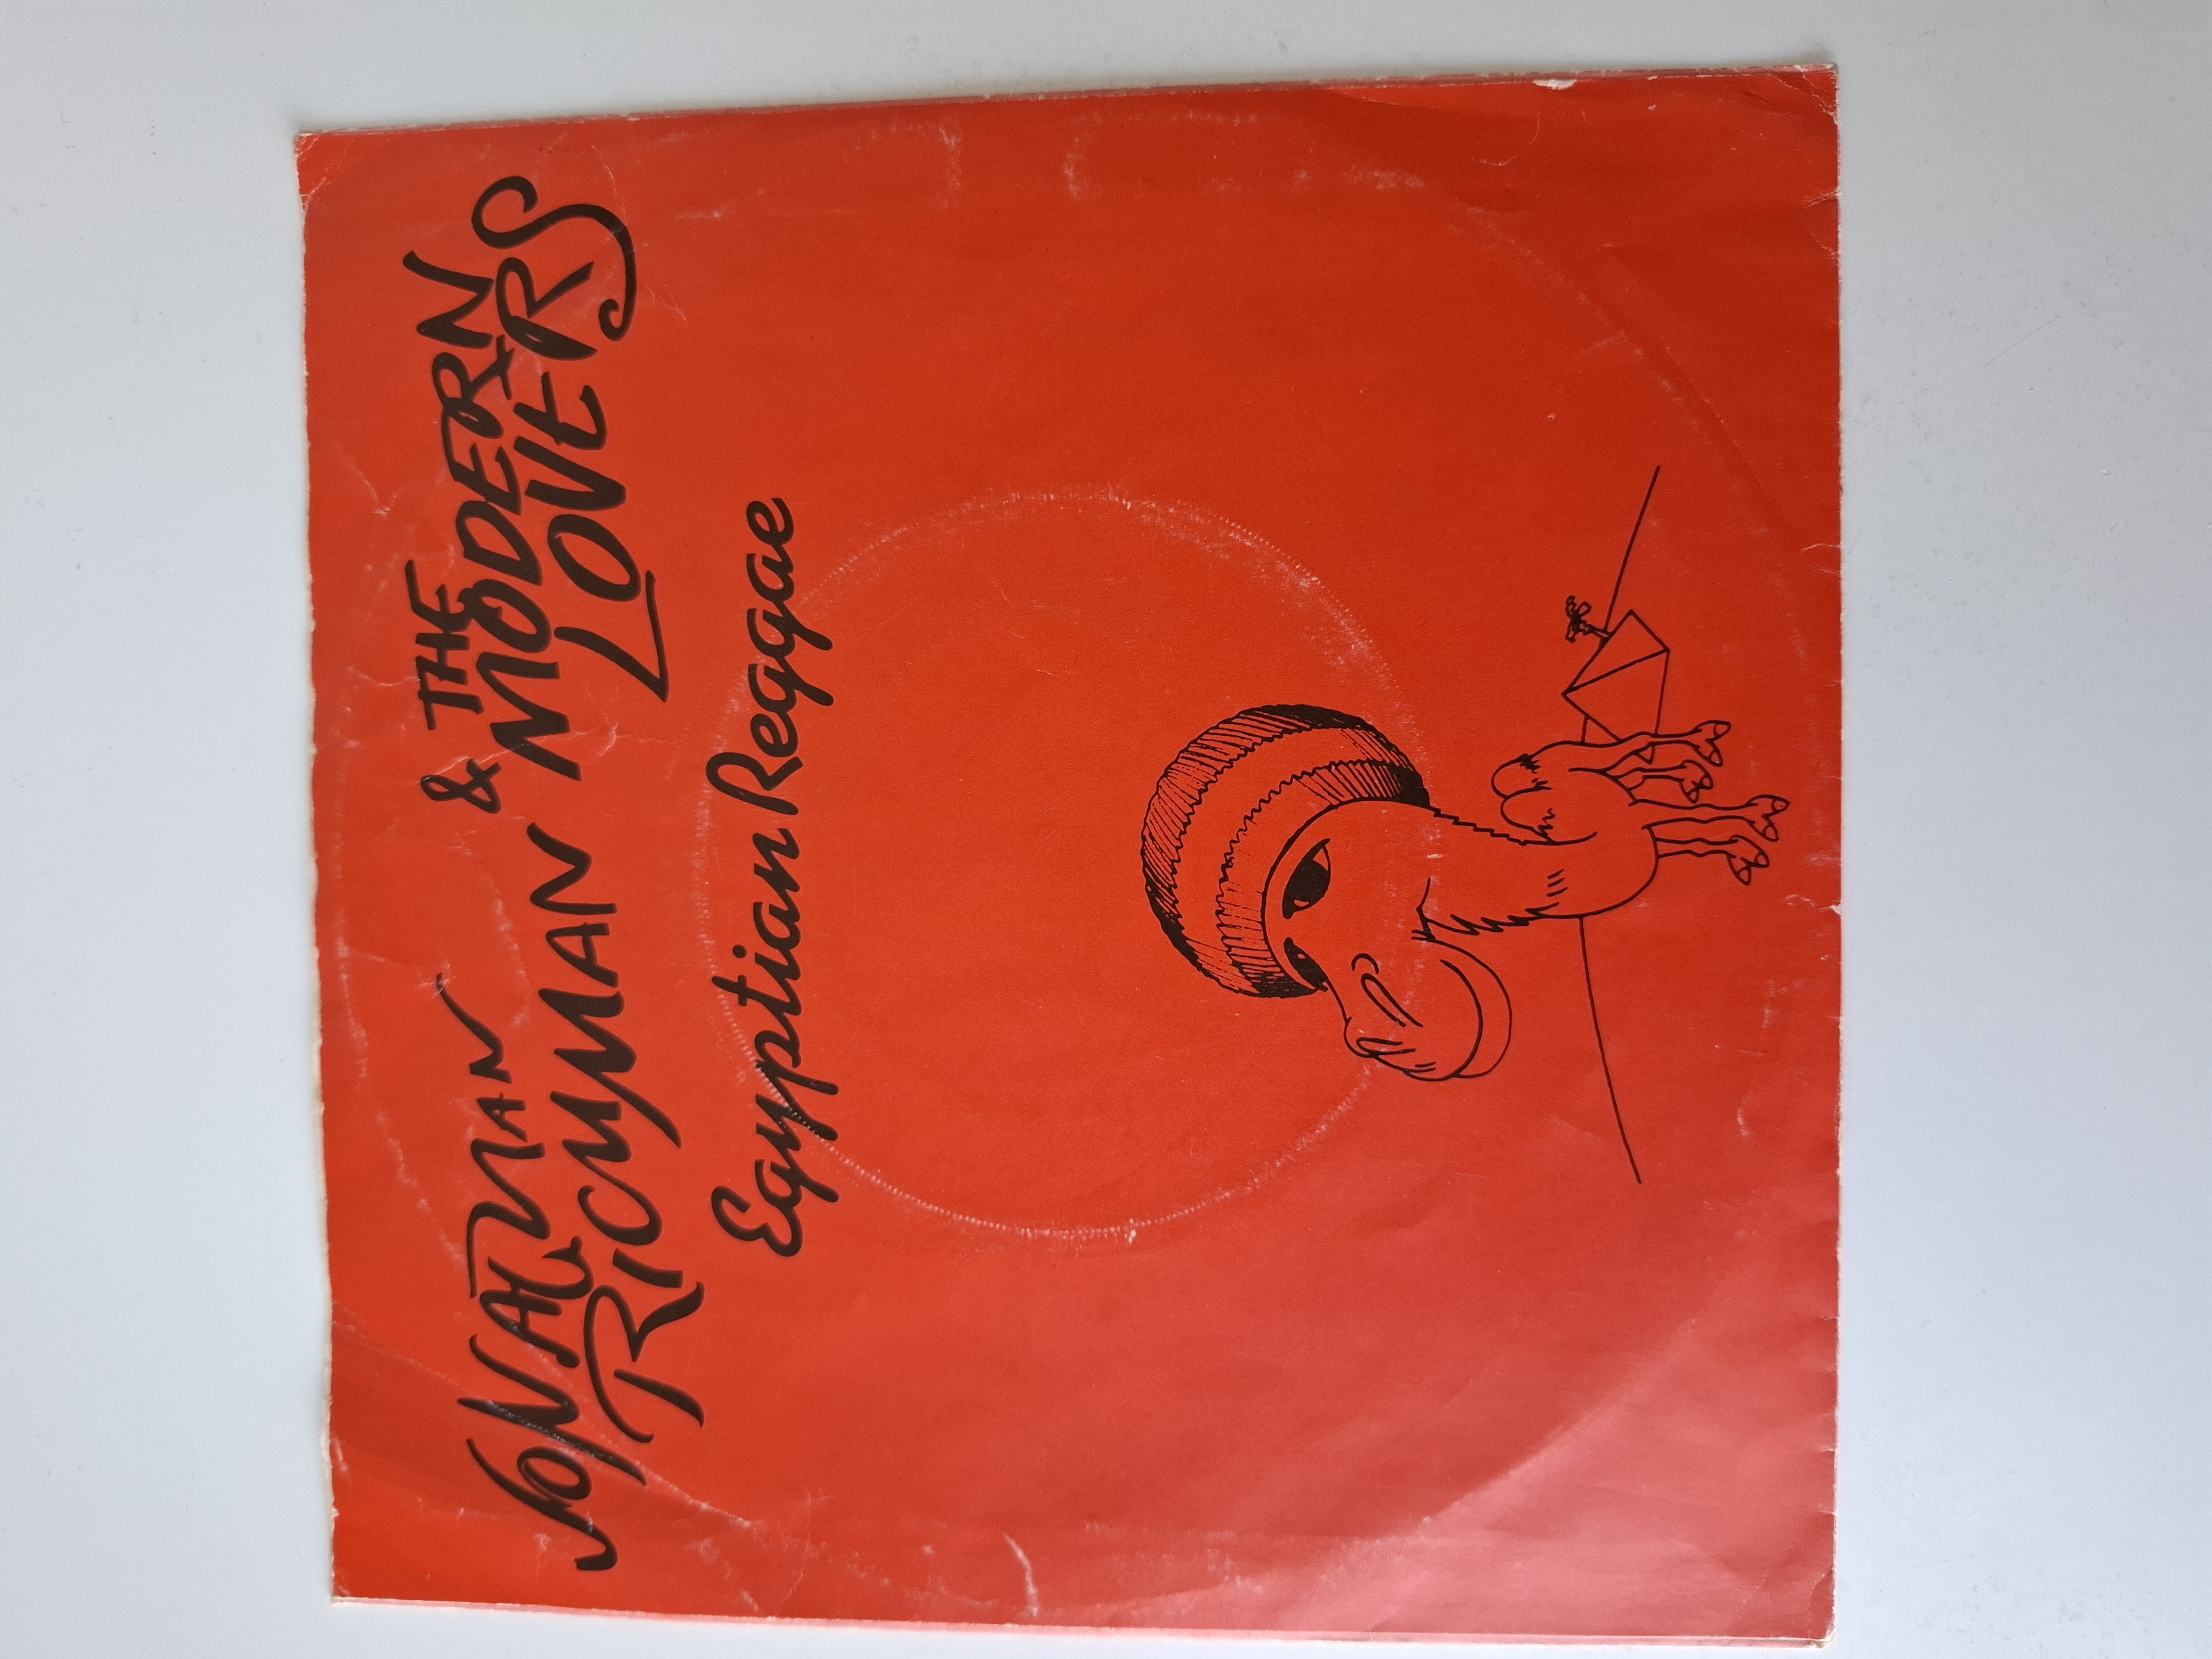 JONATHAN & THE
RICHMAN MODERN
LOVERS
Egyptian Reggae